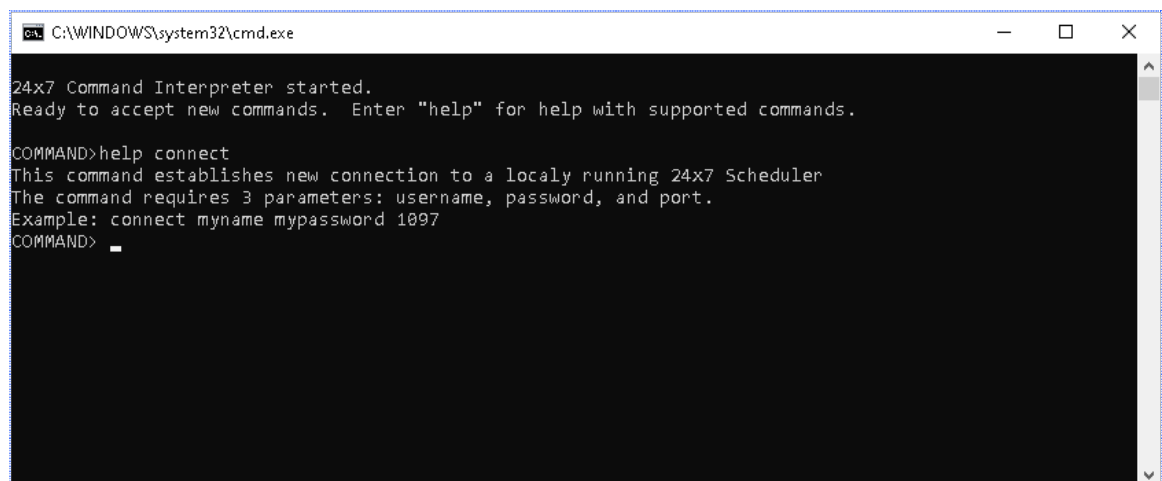 C:\WINDOWS\system32\cmd.exe
24x7 Command Interpreter started.
Ready to accept new commands.  Enter "help" for help with supported commands.
COMMAND>help connect
This command establishes new connection to a localy running 24x7 Scheduler
The command requires 3 parameters: username, password, and port.
Example: connect myname mypassword 1097
COMMAND> _